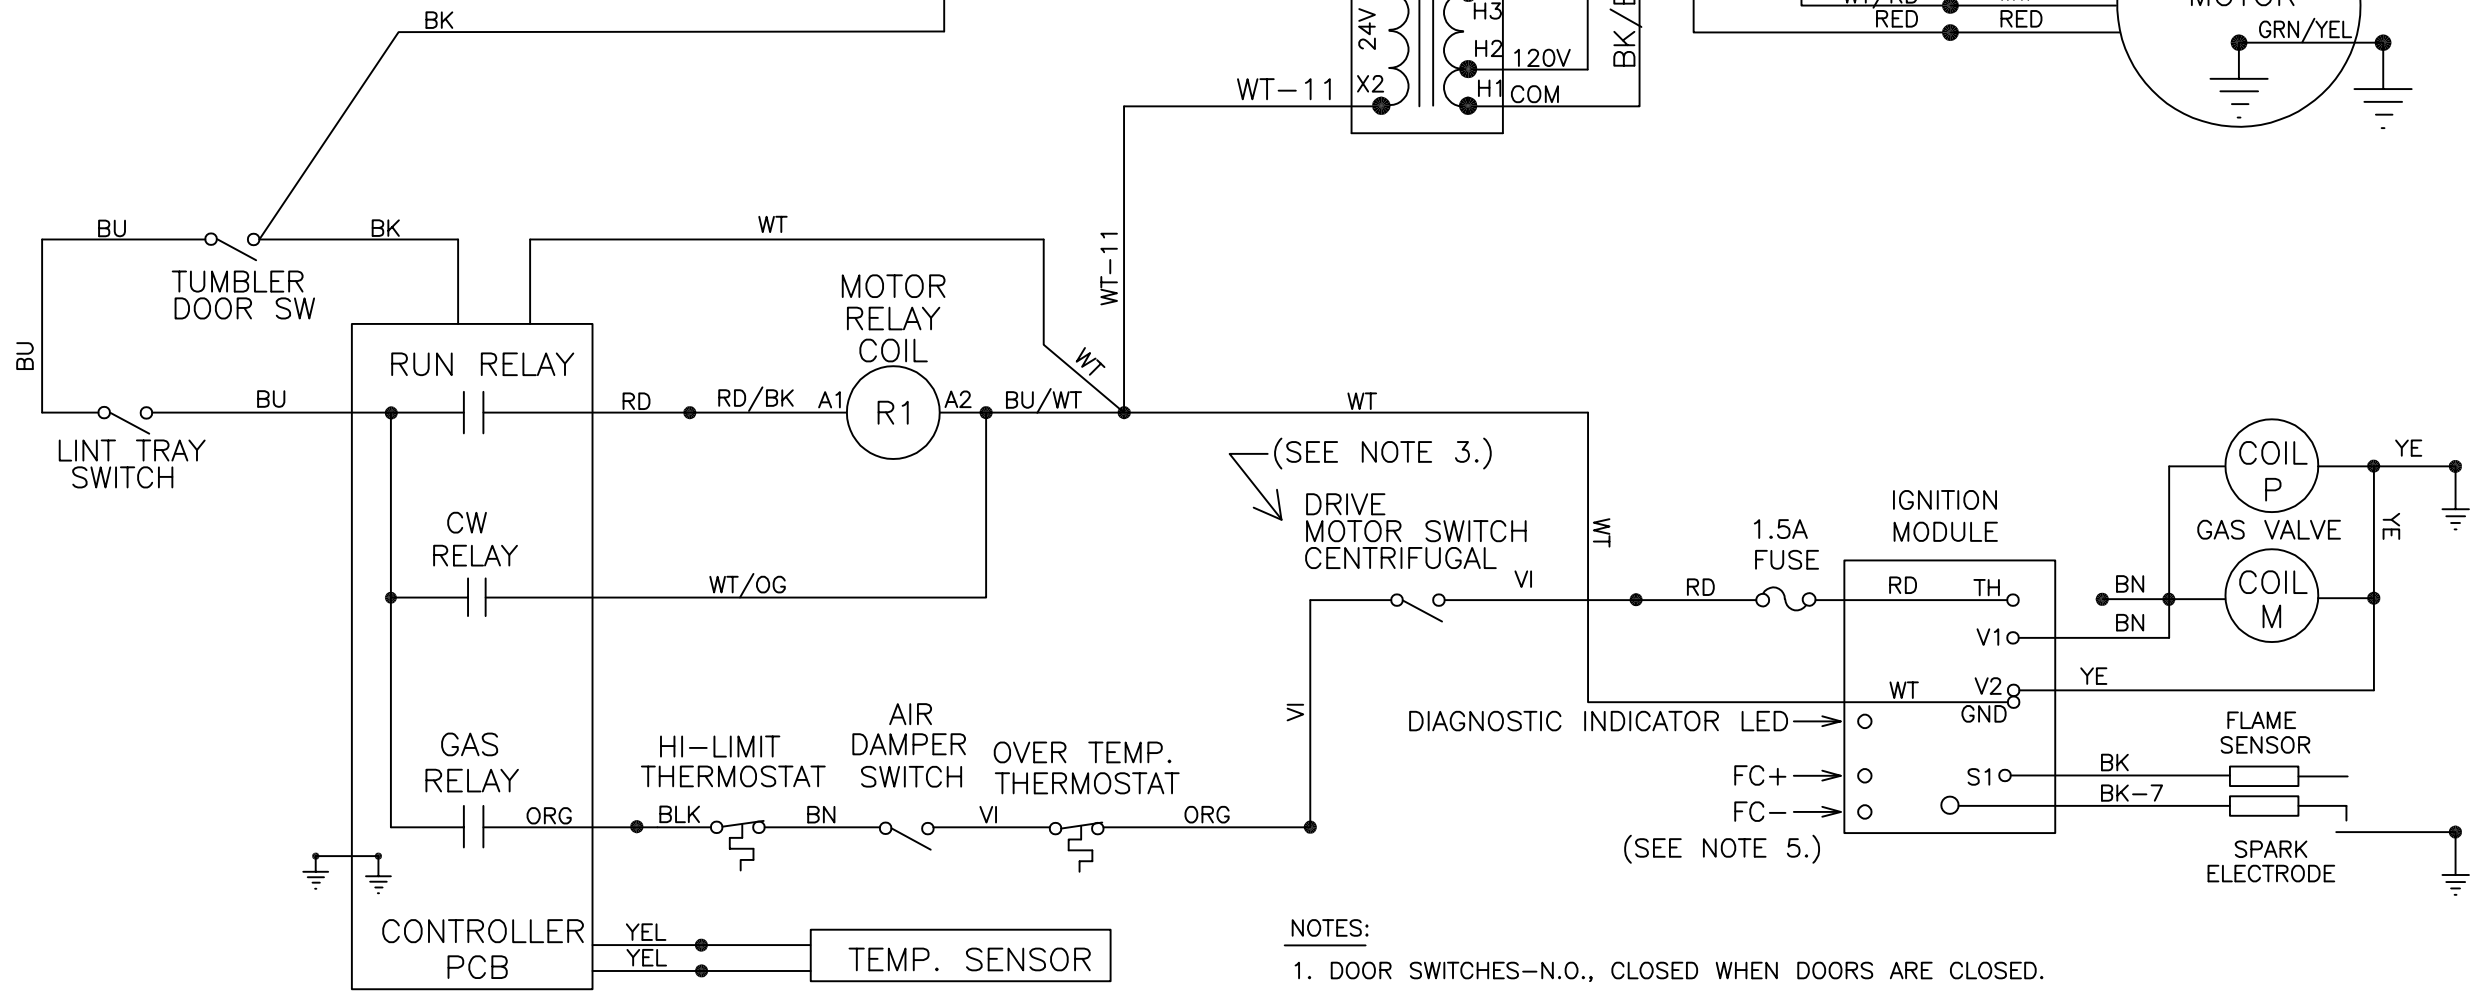 BK
24V
H3
H2
120V
X2
H1
COM
WT-11
RED
RED
GRN/YEL
BU
BK
WT
WT-11
TUMBLER
DOOR SW
MOTOR
RELAY
COIL
BU
RUN RELAY
WT
BU
RD
RD/BK
A1
R1
A2
BU/WT
WT
LINT TRAY
SWITCH
(SEE NOTE 3.)
DRIVE
MOTOR SWITCH
CENTRIFUGAL
WT
CW
RELAY
WT/OG
VI
RD
1.5A
FUSE
IGNITION
MODULE
RD
TH
V1
COIL
P
YE
GAS VALVE
YE
COIL
M
BN
BN
VI
WT
V2
GND
YE
DIAGNOSTIC INDICATOR LED
FC+
FC-
(SEE NOTE 5.)
S1
BK
BK-7
FLAME
SENSOR
SPARK
ELECTRODE
GAS
RELAY
ORG
HI-LIMIT
THERMOSTAT
BLK
BN
AIR
DAMPER
SWITCH
VI
OVER TEMP.
THERMOSTAT
ORG
CONTROLLER
PCB
YEL
YEL
TEMP. SENSOR
NOTES:
1. DOOR SWITCHES-N.O., CLOSED WHEN DOORS ARE CLOSED.